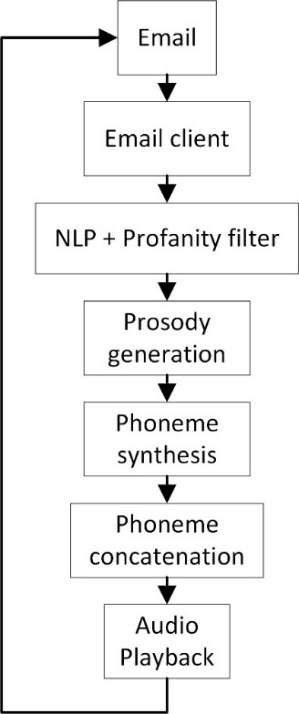 Email
Email client
NLP + Profanity filter
Prosody
generation
Phoneme
synthesis
Phoneme
concatenation
Audio
Playback